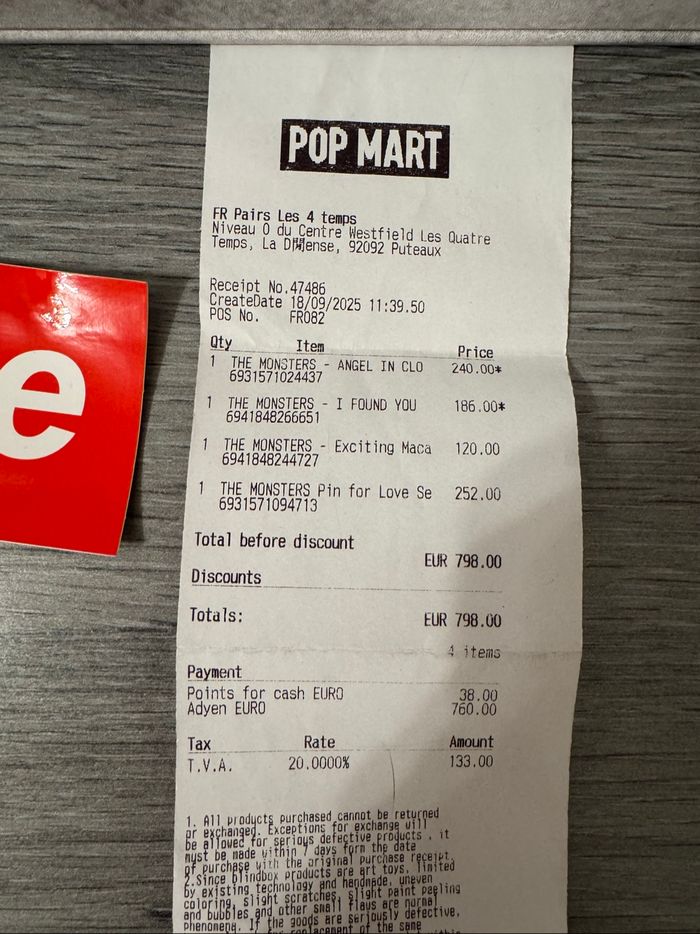 POP MART
FR Pairs Les 4 temps
Niveau 0 du Centre Westfield Les Quatre
Temps, La D ense, 92092 Puteaux
Receipt No.47486
CreateDate 18/09/2025 11:39.50
POS No. FR082
Qty Item Price
1 THE MONSTERS - ANGEL IN CLO 240.00*
6931571024437
1 THE MONSTERS - I FOUND YOU 186.00*
6941848266651
1 THE MONSTERS - Exciting Maca 120.00
6941848244727
1 THE MONSTERS Pin for Love Se 252.00
6931571094713
Total before discount
EUR 798.00
Discounts
Totals: EUR 798.00
4 items
Payment
Points for cash EURO 38.00
Adyen EURO 760.00
Tax Rate Amount
T.V.A. 20.0000% 133.00
1. All products purchased cannot be returned
or exchanged. Exceptions for exchange will
be allowed for serious defective products . it
must be made within 7 days form the date
of purchase with the original purchase receipt.
2.Since blindbox products are art toys, limited
by existing technology and handmade, uneven
coloring, slight scratches, slight paint peeling
and bubbles and other small flaws are normal
phenomena. If the goods are seriously defective,
replacement of the same
e